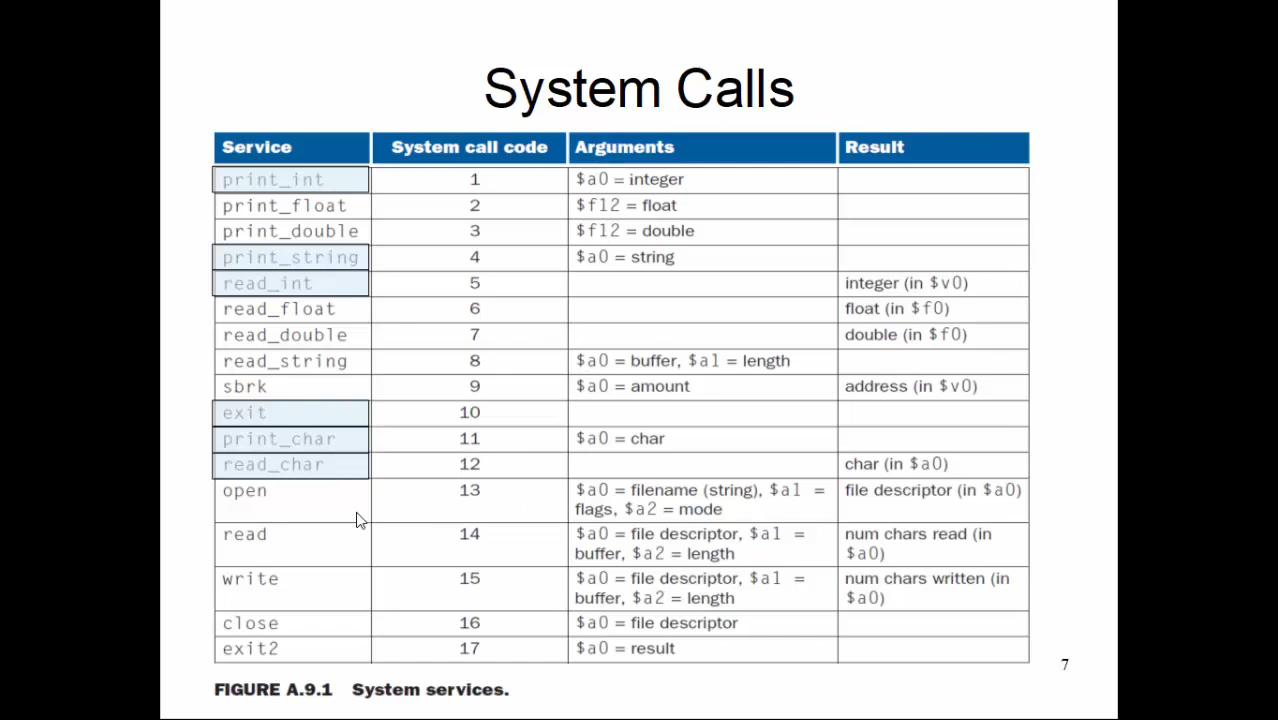 System Calls
Service System call code Arguments Result
print_int 1 $a0 = integer
print_float 2 $f12 = float
print_double 3 $f12 = double
print_string 4 $a0 = string
read_int 5 integer (in $v0)
read_float 6 float (in $f0)
read_double 7 double (in $f0)
read_string 8 $a0 = buffer, $a1 = length
sbrk 9 $a0 = amount address (in $v0)
exit 10
print_char 11 $a0 = char
read_char 12 char (in $a0)
open 13 $a0 = filename (string), $a1 = file descriptor (in $a0)
flags, $a2 = mode
read 14 $a0 = file descriptor, $a1 = num chars read (in
buffer, $a2 = length $a0)
write 15 $a0 = file descriptor, $a1 = num chars written (in
buffer, $a2 = length $a0)
close 16 $a0 = file descriptor
exit2 17 $a0 = result
7
FIGURE A.9.1 System services.